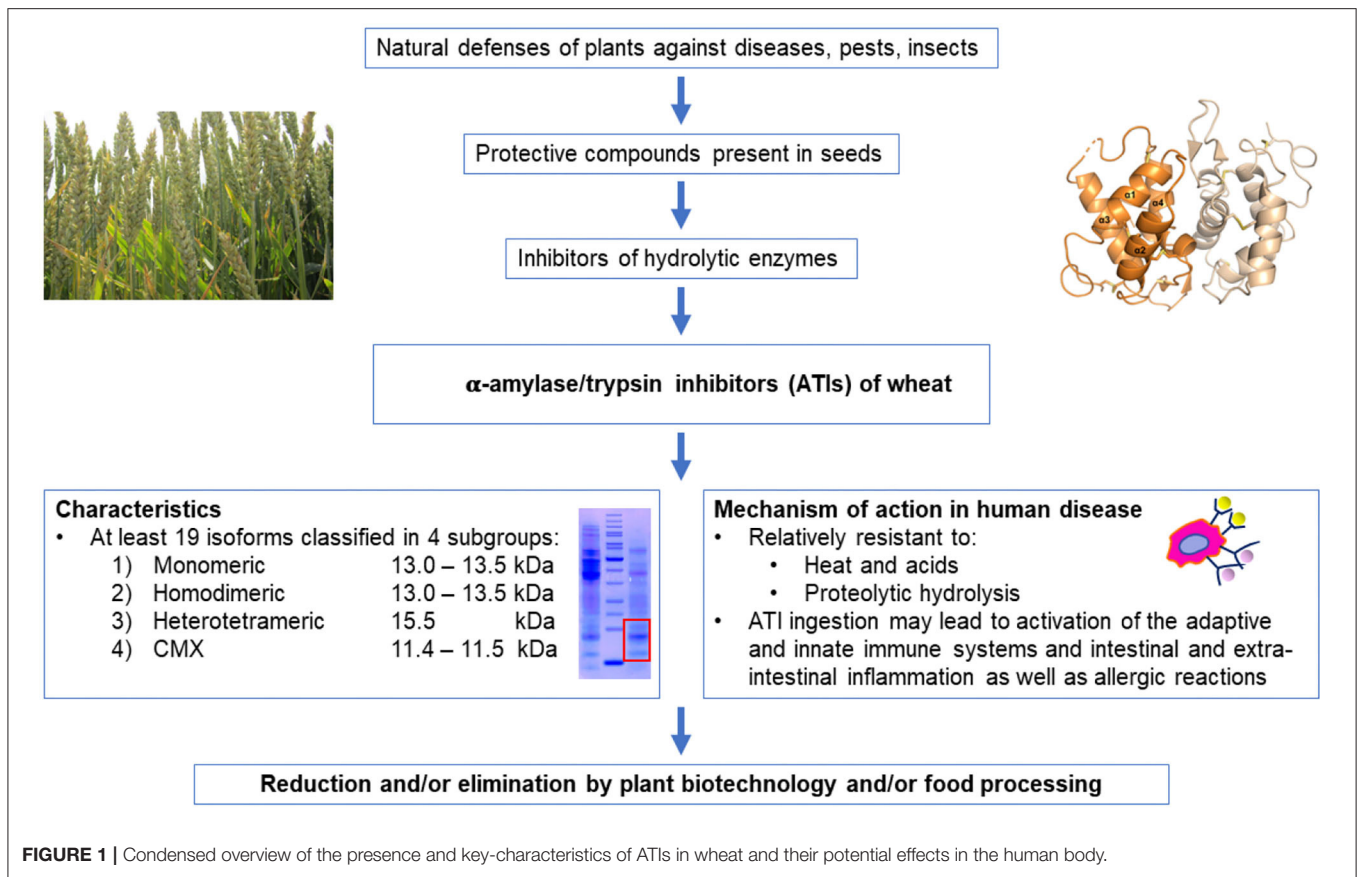 Natural defenses of plants against diseases, pests, insects
Protective compounds present in seeds
α1
α4
α3
α2
Inhibitors of hydrolytic enzymes
α-amylase/trypsin inhibitors (ATIs) of wheat
Characteristics
• At least 19 isoforms classified in 4 subgroups:
1) Monomeric 13.0 – 13.5 kDa
2) Homodimeric 13.0 – 13.5 kDa
3) Heterotetrameric 15.5 kDa
4) CMX 11.4 – 11.5 kDa
Mechanism of action in human disease
• Relatively resistant to:
• Heat and acids
• Proteolytic hydrolysis
• ATI ingestion may lead to activation of the adaptive
and innate immune systems and intestinal and extra-
intestinal inflammation as well as allergic reactions
Reduction and/or elimination by plant biotechnology and/or food processing
FIGURE 1 | Condensed overview of the presence and key-characteristics of ATIs in wheat and their potential effects in the human body.